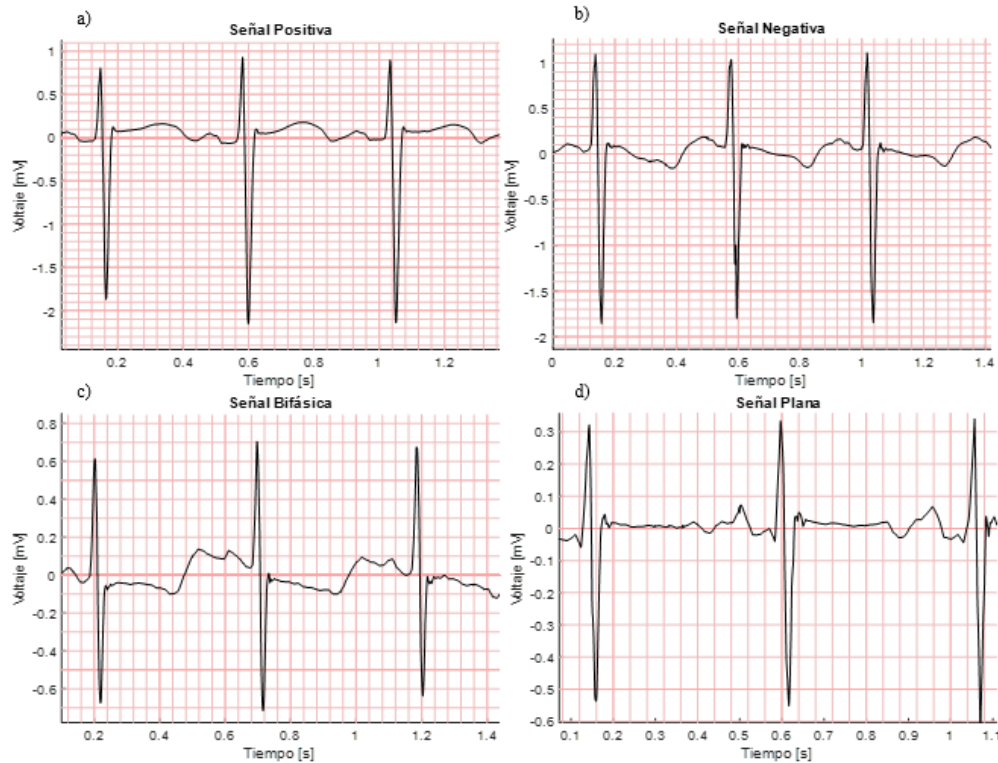 a)
Señal Positiva
1
0.5
0
-0.5
-1
-1.5
-2
Voltaje [mV]
0.2 0.4 0.6 0.8 1 1.2
Tiempo [s]
b)
Señal Negativa
1
0.5
0
-0.5
-1
-1.5
-2
Voltaje [mV]
0 0.2 0.4 0.6 0.8 1 1.2 1.4
Tiempo [s]
c)
Señal Bifásica
0.8
0.6
0.4
0.2
0
-0.2
-0.4
-0.6
Voltaje [mV]
0.2 0.4 0.6 0.8 1 1.2 1.4
Tiempo [s]
d)
Señal Plana
0.3
0.2
0.1
0
-0.1
-0.2
-0.3
-0.4
-0.5
-0.6
Voltaje [mV]
0.1 0.2 0.3 0.4 0.5 0.6 0.7 0.8 0.9 1 1.1
Tiempo [s]